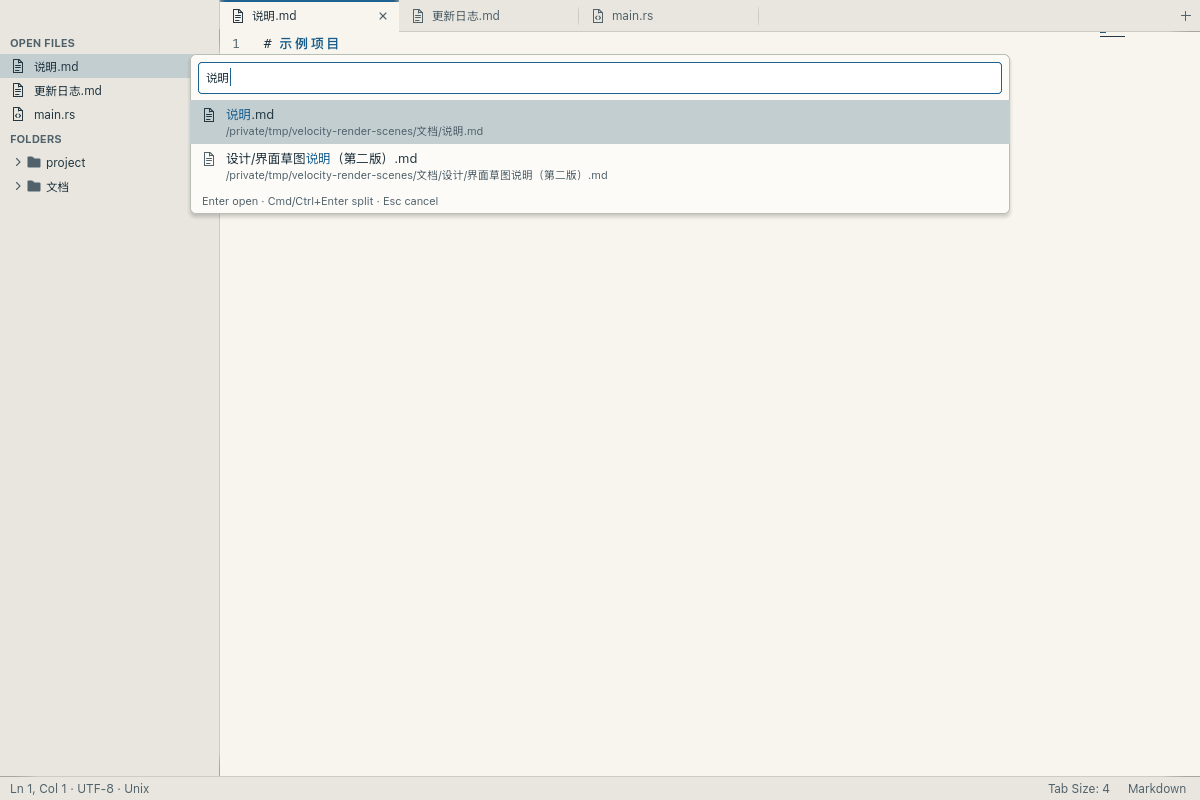 说明.md
更新日志.md
main.rs
OPEN FILES
说明.md
更新日志.md
main.rs
FOLDERS
project
文档
1 # 示例项目
说明
说明.md
/private/tmp/velocity-render-scenes/文档/说明.md
设计/界面草图说明（第二版）.md
/private/tmp/velocity-render-scenes/文档/设计/界面草图说明（第二版）.md
Enter open · Cmd/Ctrl+Enter split · Esc cancel
Ln 1, Col 1 · UTF-8 · Unix
Tab Size: 4
Markdown